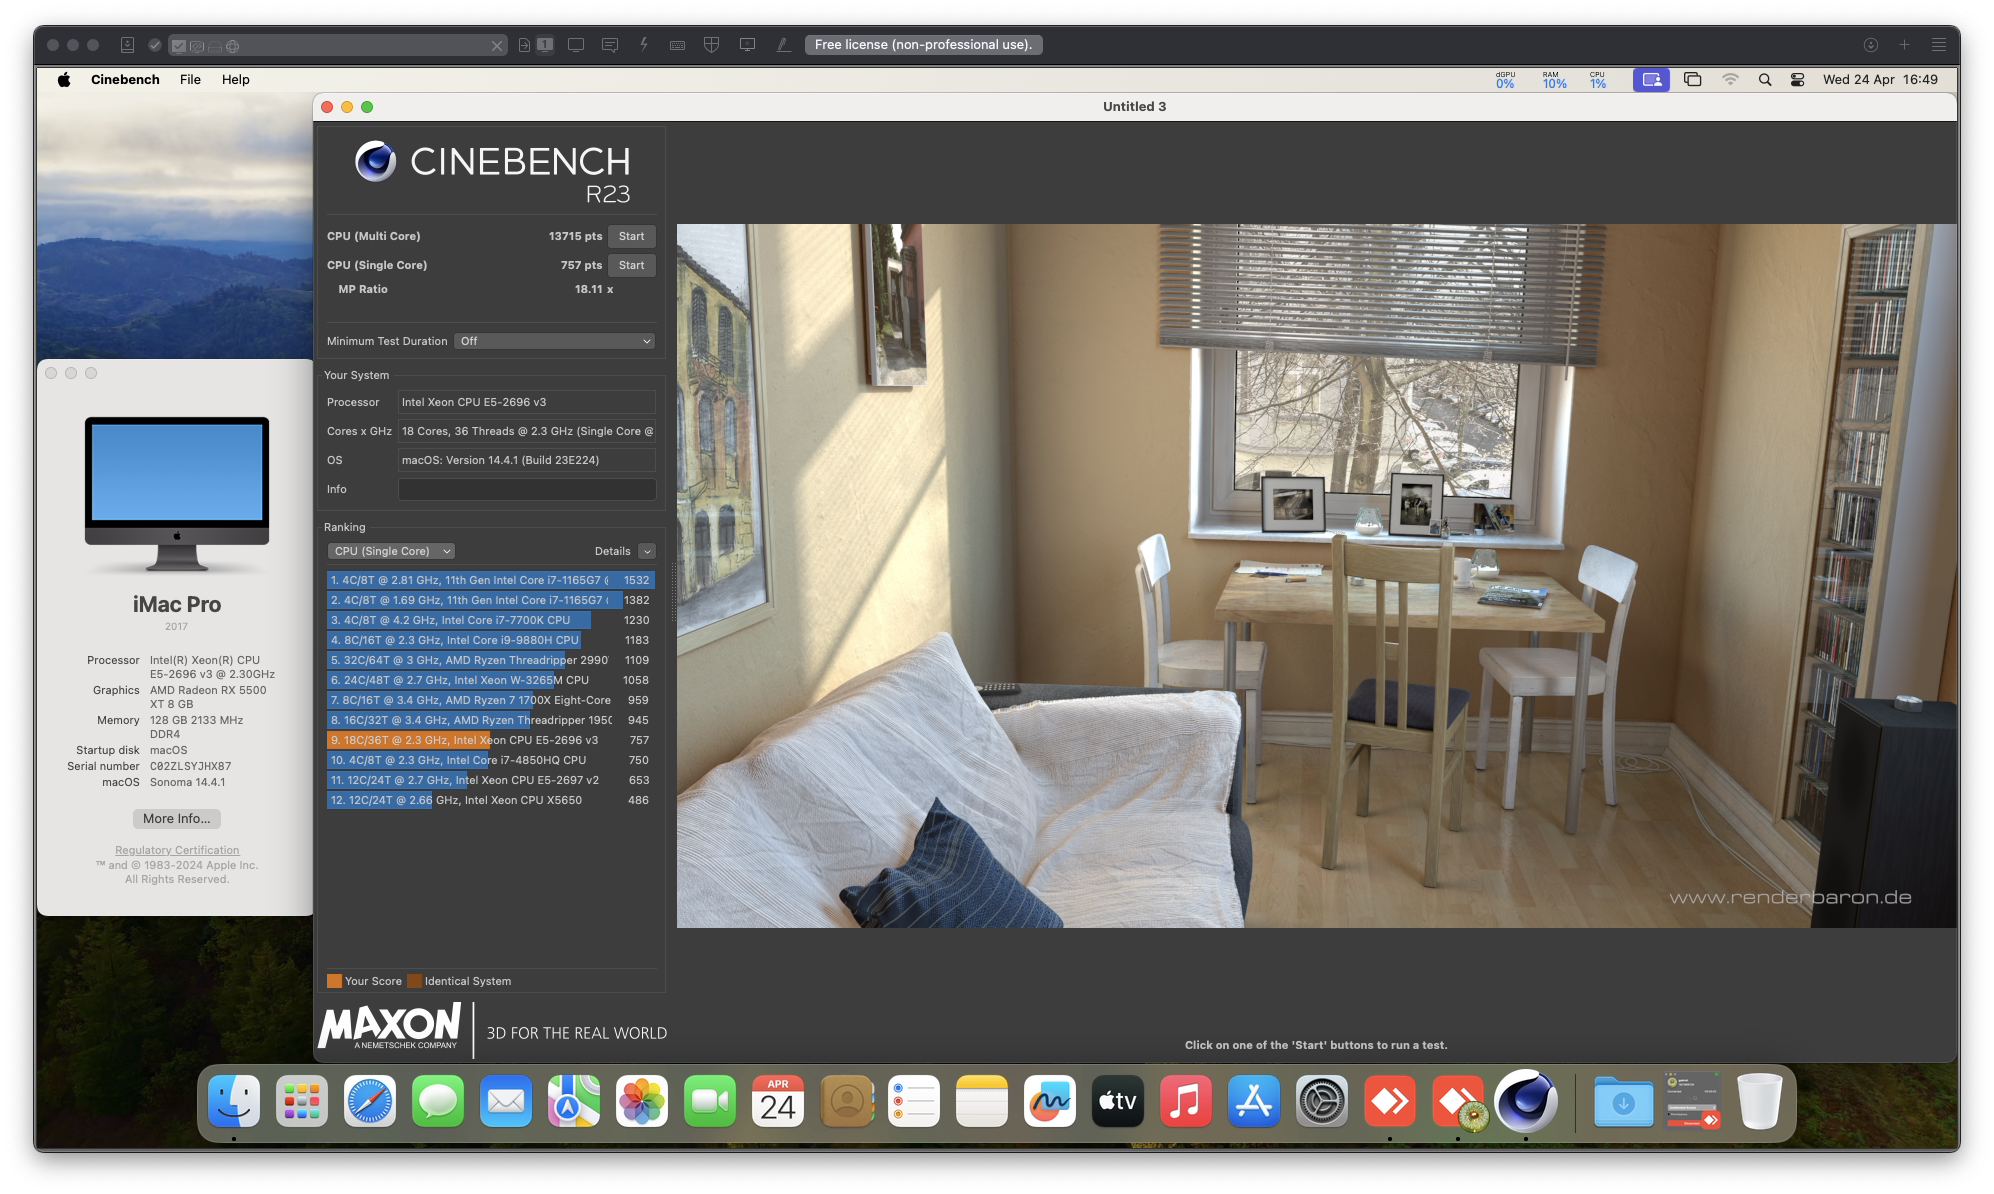 1
Free license (non-professional use).
Cinebench File Help
dGPU
0%
RAM
10%
CPU
1%
Wed 24 Apr 16:49
Untitled 3
CINEBENCH
R23
CPU (Multi Core) 13715 pts Start
CPU (Single Core) 757 pts Start
MP Ratio 18.11 x
Minimum Test Duration Off
Your System
Processor Intel Xeon CPU E5-2696 v3
Cores x GHz 18 Cores, 36 Threads @ 2.3 GHz (Single Core @
OS macOS: Version 14.4.1 (Build 23E224)
Info
Ranking
CPU (Single Core) Details
1. 4C/8T @ 2.81 GHz, 11th Gen Intel Core i7-1165G7 1532
2. 4C/8T @ 1.69 GHz, 11th Gen Intel Core i7-1165G7 1382
3. 4C/8T @ 4.2 GHz, Intel Core i7-7700K CPU 1230
4. 8C/16T @ 2.3 GHz, Intel Core i9-9880H CPU 1183
5. 32C/64T @ 3 GHz, AMD Ryzen Threadripper 2990 1109
6. 24C/48T @ 2.7 GHz, Intel Xeon W-3265M CPU 1058
7. 8C/16T @ 3.4 GHz, AMD Ryzen 7 1700X Eight-Core 959
8. 16C/32T @ 3.4 GHz, AMD Ryzen Threadripper 1950 945
9. 18C/36T @ 2.3 GHz, Intel Xeon CPU E5-2696 v3 757
10. 4C/8T @ 2.3 GHz, Intel Core i7-4850HQ CPU 750
11. 12C/24T @ 2.7 GHz, Intel Xeon CPU E5-2697 v2 653
12. 12C/24T @ 2.66 GHz, Intel Xeon CPU X5650 486
Your Score Identical System
MAXON
A NEMETSCHEK COMPANY
3D FOR THE REAL WORLD
iMac Pro
2017
Processor Intel(R) Xeon(R) CPU
E5-2696 v3 @ 2.30GHz
Graphics AMD Radeon RX 5500
XT 8 GB
Memory 128 GB 2133 MHz
DDR4
Startup disk macOS
Serial number C02ZLSYJHX87
macOS Sonoma 14.4.1
More Info...
Regulatory Certification
™ and © 1983-2024 Apple Inc.
All Rights Reserved.
www.renderbaron.de
Click on one of the 'Start' buttons to run a test.
APR
24
tv